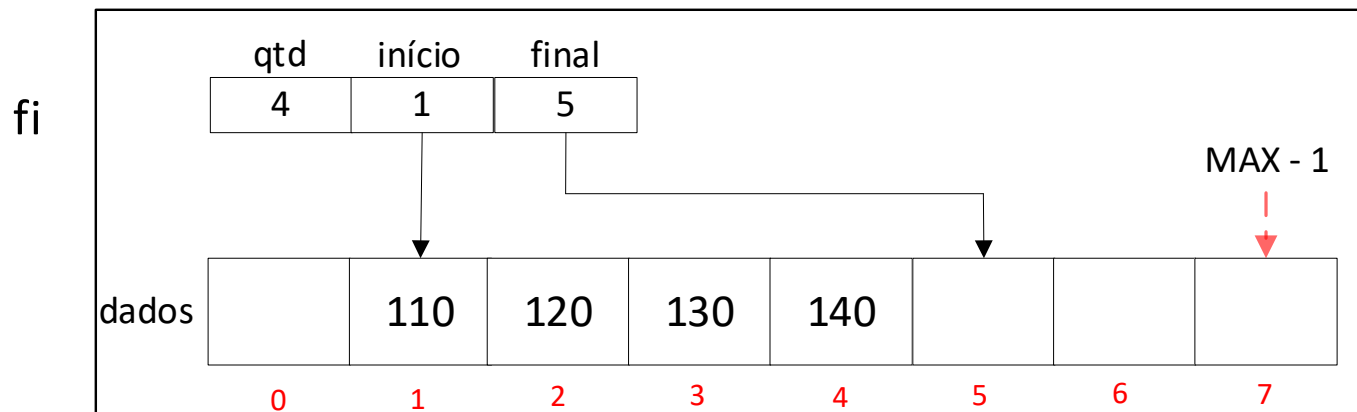 qtd início final
4 1 5
fi
MAX - 1
dados 110 120 130 140
0 1 2 3 4 5 6 7